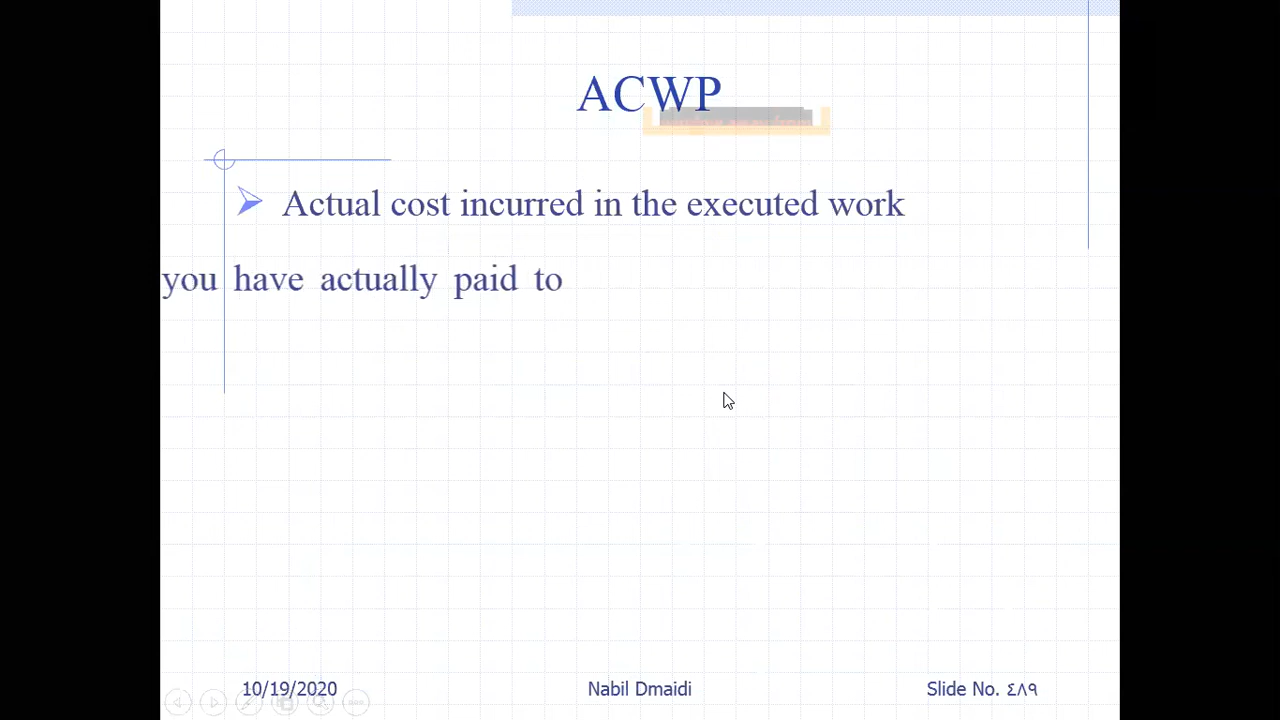 ACWP
Actual cost incurred in the executed work
you have actually paid to
10/19/2020 Nabil Dmaidi Slide No. ٤٨٩